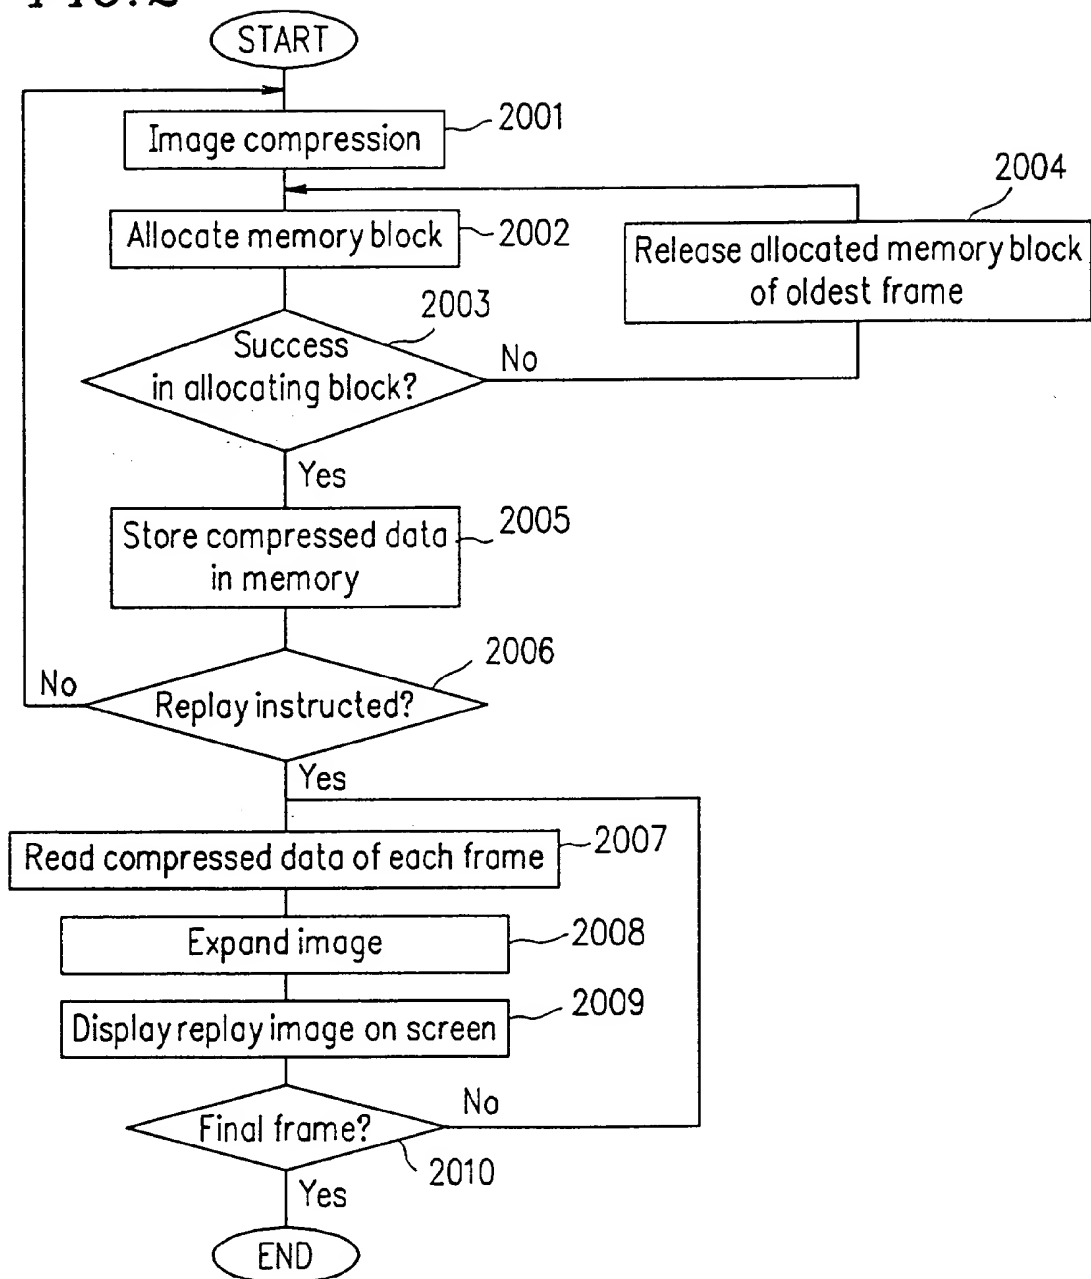 FIG.2
START
Image compression
2001
Allocate memory block
2002
2004
Release allocated memory block
of oldest frame
2003
Success
in allocating block?
No
Yes
Store compressed data
in memory
2005
2006
Replay instructed?
No
Yes
Read compressed data of each frame
2007
Expand image
2008
Display replay image on screen
2009
Final frame?
No
2010
Yes
END